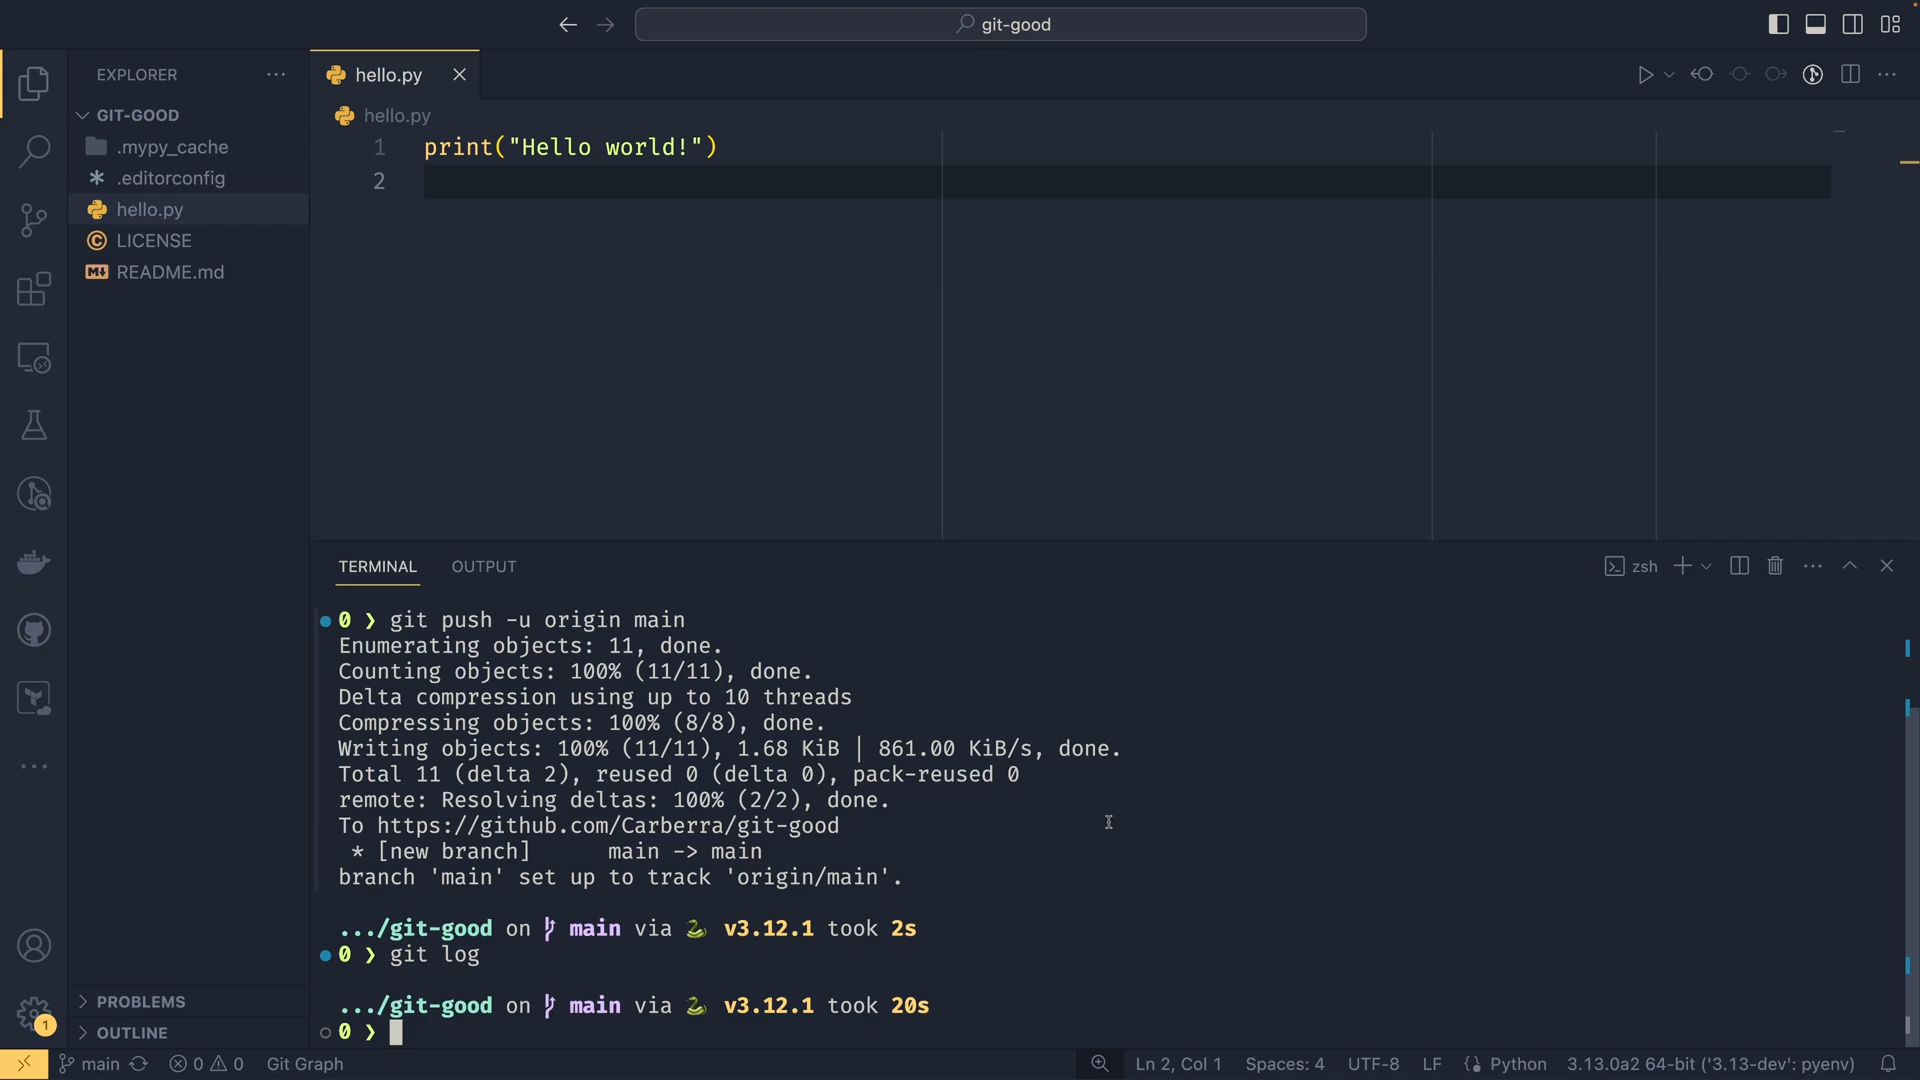 git-good
EXPLORER
hello.py
GIT-GOOD
.mypy_cache
.editorconfig
hello.py
LICENSE
README.md
hello.py
1 print("Hello world!")
2
TERMINAL OUTPUT
zsh
0 ❯ git push -u origin main
Enumerating objects: 11, done.
Counting objects: 100% (11/11), done.
Delta compression using up to 10 threads
Compressing objects: 100% (8/8), done.
Writing objects: 100% (11/11), 1.68 KiB | 861.00 KiB/s, done.
Total 11 (delta 2), reused 0 (delta 0), pack-reused 0
remote: Resolving deltas: 100% (2/2), done.
To https://github.com/Carberra/git-good
* [new branch] main -> main
branch 'main' set up to track 'origin/main'.
.../git-good on main via v3.12.1 took 2s
0 ❯ git log
.../git-good on main via v3.12.1 took 20s
0 ❯
PROBLEMS
OUTLINE
1
main 0 0 Git Graph Ln 2, Col 1 Spaces: 4 UTF-8 LF Python 3.13.0a2 64-bit ('3.13-dev': pyenv)